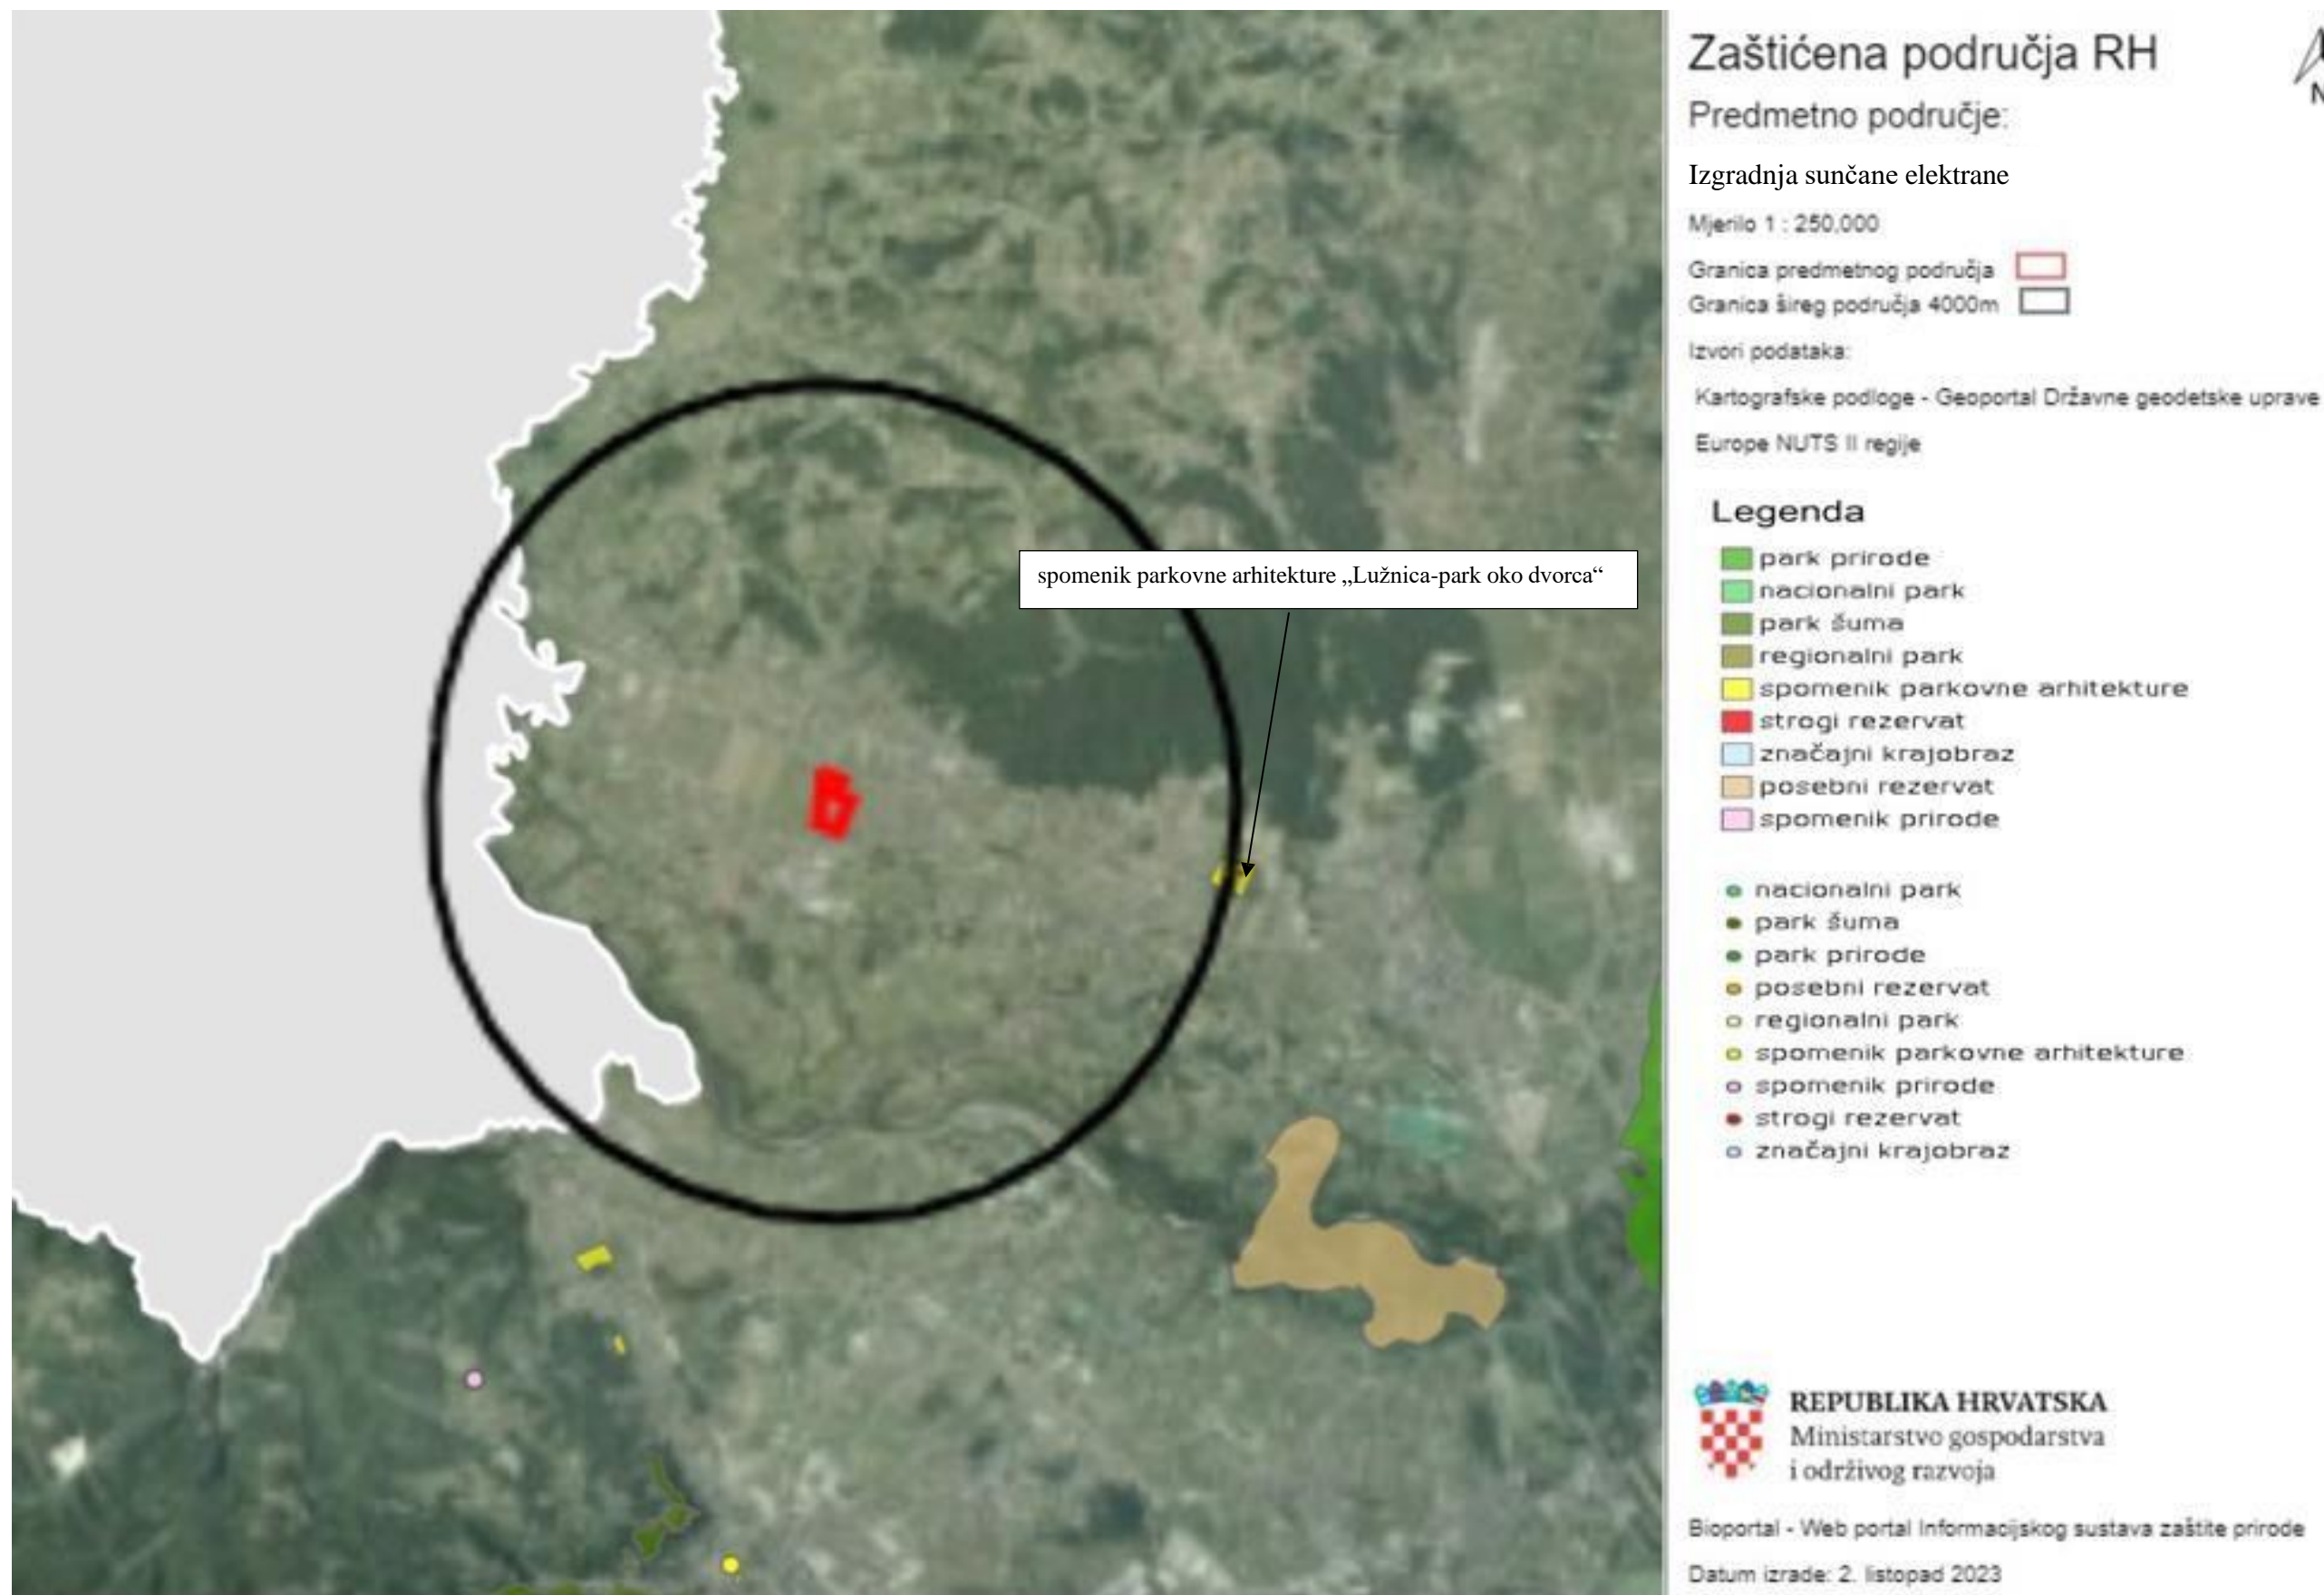 Zaštićena područja RH
Predmetno područje:
Izgradnja sunčane elektrane
Mjerilo 1 : 250,000
Granica predmetnog područja
Granica šireg područja 4000m
Izvori podataka:
Kartografske podloge - Geoportal Državne geodetske uprave
Europe NUTS II regije
Legenda
park prirode
nacionalni park
park šuma
regionalni park
spomenik parkovne arhitekture
strogi rezervat
značajni krajobraz
posebni rezervat
spomenik prirode
nacionalni park
park šuma
park prirode
posebni rezervat
regionalni park
spomenik parkovne arhitekture
spomenik prirode
strogi rezervat
značajni krajobraz
spomenik parkovne arhitekture „Lužnica-park oko dvorca“
REPUBLIKA HRVATSKA
Ministarstvo gospodarstva
i održivog razvoja
Bioportal - Web portal Informacijskog sustava zaštite prirode
Datum izrade: 2. listopad 2023